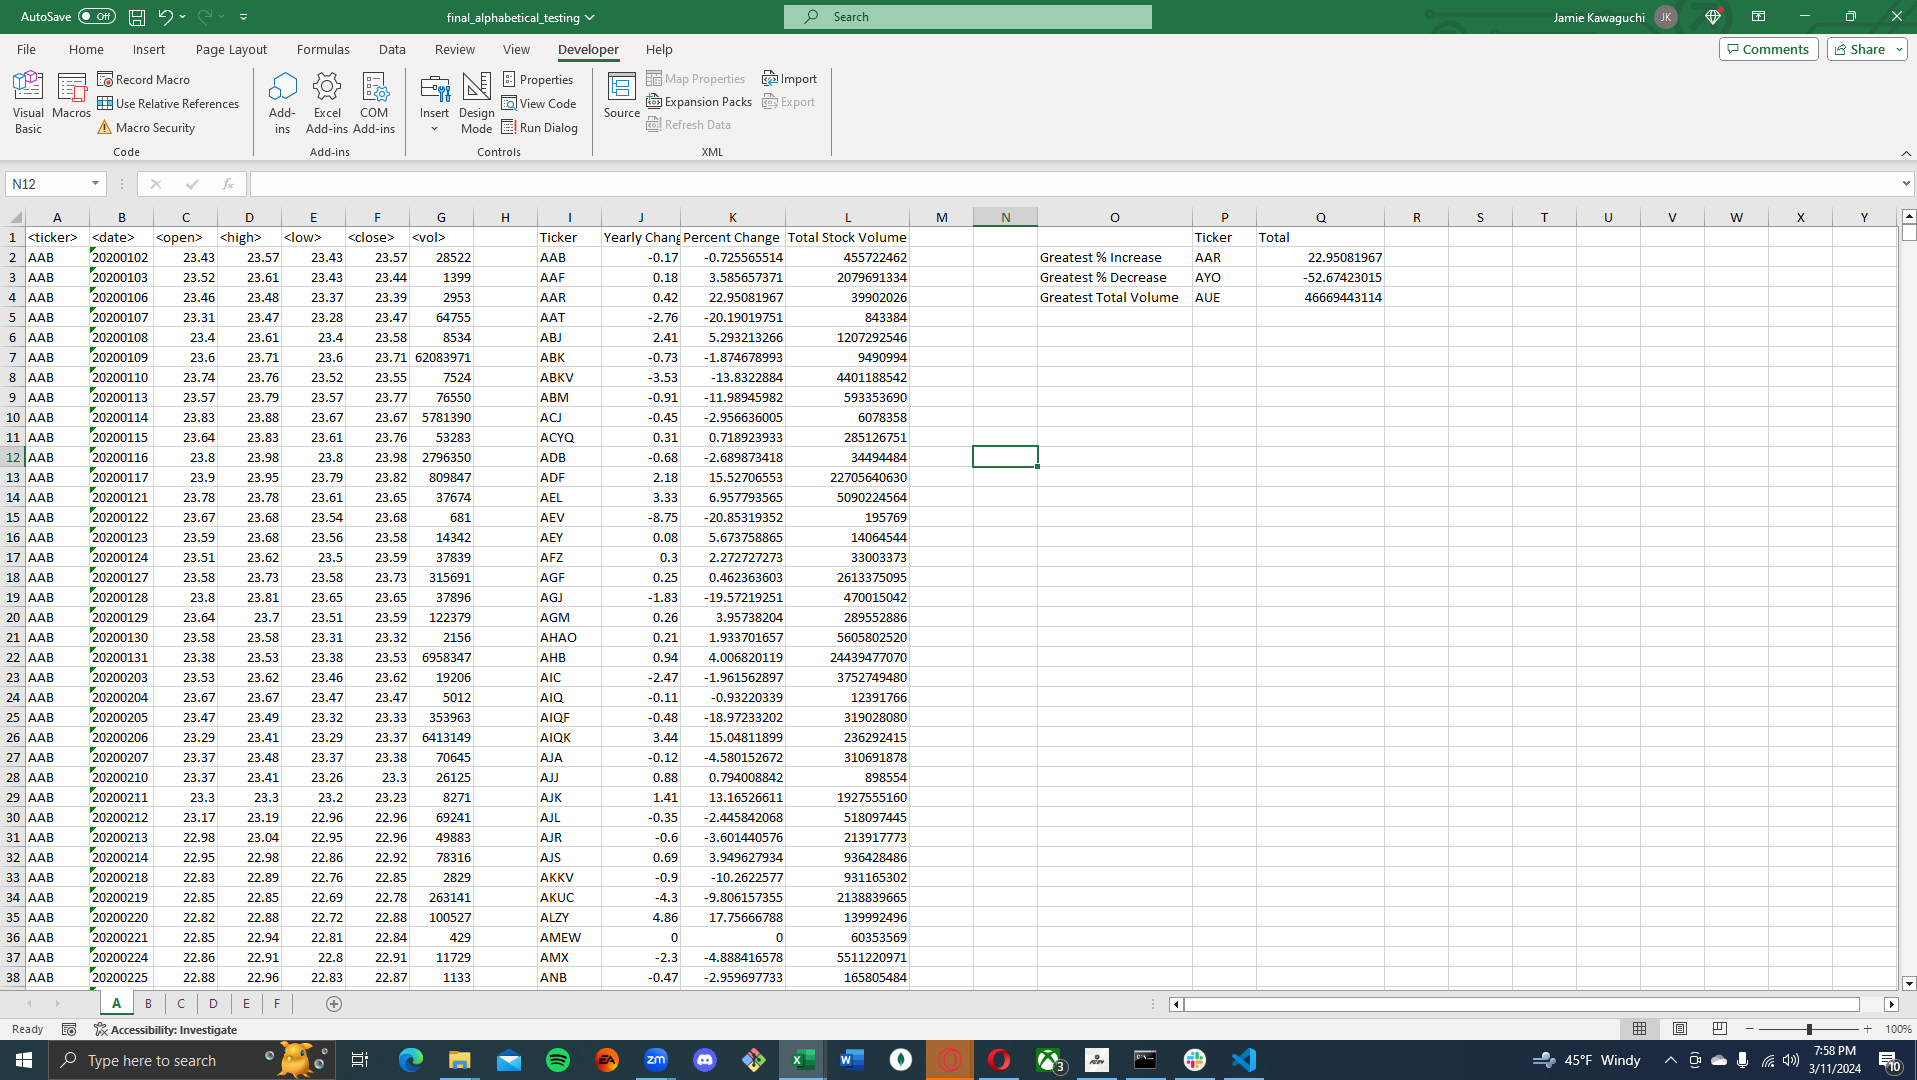 AutoSave Off final_alphabetical_testing Search Jamie Kawaguchi JK
File Home Insert Page Layout Formulas Data Review View Developer Help Comments Share
Visual Basic Macros Record Macro Use Relative References Macro Security Code
Add-ins Excel Add-ins COM Add-ins Add-ins
Insert Design Mode Properties View Code Run Dialog Controls
Source Map Properties Expansion Packs Refresh Data Import Export XML
N12 fx
A B C D E F G H I J K L M N O P Q R S T U V W X Y
1 <ticker> <date> <open> <high> <low> <close> <vol> Ticker Yearly Chang Percent Change Total Stock Volume Ticker Total
2 AAB 20200102 23.43 23.57 23.43 23.57 28522 AAB -0.17 -0.725565514 455722462 Greatest % Increase AAR 22.95081967
3 AAB 20200103 23.52 23.61 23.43 23.44 1399 AAF 0.18 3.585657371 2079691334 Greatest % Decrease AYO -52.67423015
4 AAB 20200106 23.46 23.48 23.37 23.39 2953 AAR 0.42 22.95081967 39902026 Greatest Total Volume AUE 46669443114
5 AAB 20200107 23.31 23.47 23.28 23.47 64755 AAT -2.76 -20.19019751 843384
6 AAB 20200108 23.4 23.61 23.4 23.58 8534 ABJ 2.41 5.293213266 1207292546
7 AAB 20200109 23.6 23.71 23.6 23.71 62083971 ABK -0.73 -1.874678993 9490994
8 AAB 20200110 23.74 23.76 23.52 23.55 7524 ABKV -3.53 -13.8322884 4401188542
9 AAB 20200113 23.57 23.79 23.57 23.77 76550 ABM -0.91 -11.98945982 593353690
10 AAB 20200114 23.83 23.88 23.67 23.67 5781390 ACJ -0.45 -2.956636005 6078358
11 AAB 20200115 23.64 23.83 23.61 23.76 53283 ACYQ 0.31 0.718923933 285126751
12 AAB 20200116 23.8 23.98 23.8 23.98 2796350 ADB -0.68 -2.689873418 34494484
13 AAB 20200117 23.9 23.95 23.79 23.82 809847 ADF 2.18 15.52706553 22705640630
14 AAB 20200121 23.78 23.78 23.61 23.65 37674 AEL 3.33 6.957793565 5090224564
15 AAB 20200122 23.67 23.68 23.54 23.68 681 AEV -8.75 -20.85319352 195769
16 AAB 20200123 23.59 23.68 23.56 23.58 14342 AEY 0.08 5.673758865 14064544
17 AAB 20200124 23.51 23.62 23.5 23.59 37839 AFZ 0.3 2.272727273 33003373
18 AAB 20200127 23.58 23.73 23.58 23.73 315691 AGF 0.25 0.462363603 2613375095
19 AAB 20200128 23.8 23.81 23.65 23.65 37896 AGJ -1.83 -19.57219251 470015042
20 AAB 20200129 23.64 23.7 23.51 23.59 122379 AGM 0.26 3.95738204 289552886
21 AAB 20200130 23.58 23.58 23.31 23.32 2156 AHAO 0.21 1.933701657 5605802520
22 AAB 20200131 23.38 23.53 23.38 23.53 6958347 AHB 0.94 4.006820119 24439477070
23 AAB 20200203 23.53 23.62 23.46 23.62 19206 AIC -2.47 -1.961562897 3752749480
24 AAB 20200204 23.67 23.67 23.47 23.47 5012 AIQ -0.11 -0.93220339 12391766
25 AAB 20200205 23.47 23.49 23.32 23.33 353963 AIQF -0.48 -18.97233202 319028080
26 AAB 20200206 23.29 23.41 23.29 23.37 6413149 AIQK 3.44 15.04811899 236292415
27 AAB 20200207 23.37 23.48 23.37 23.38 70645 AJA -0.12 -4.580152672 310691878
28 AAB 20200210 23.37 23.41 23.26 23.3 26125 AJJ 0.88 0.794008842 898554
29 AAB 20200211 23.3 23.3 23.2 23.23 8271 AJK 1.41 13.16526611 1927555160
30 AAB 20200212 23.17 23.19 22.96 22.96 69241 AJL -0.35 -2.445842068 518097445
31 AAB 20200213 22.98 23.04 22.95 22.96 49883 AJR -0.6 -3.601440576 213917773
32 AAB 20200214 22.95 22.98 22.86 22.92 78316 AJS 0.69 3.949627934 936428486
33 AAB 20200218 22.83 22.89 22.76 22.85 2829 AKKV -0.9 -10.2622577 931165302
34 AAB 20200219 22.85 22.85 22.69 22.78 263141 AKUC -4.3 -9.806157355 2138839665
35 AAB 20200220 22.82 22.88 22.72 22.88 100527 ALZY 4.86 17.75666788 139992496
36 AAB 20200221 22.85 22.94 22.81 22.84 429 AMEW 0 0 60353569
37 AAB 20200224 22.86 22.91 22.8 22.91 11729 AMX -2.3 -4.888416578 5511220971
38 AAB 20200225 22.88 22.96 22.83 22.87 1133 ANB -0.47 -2.959697733 165805484
A B C D E F
Ready Accessibility: Investigate 100%
Type here to search EA zm 3 45°F Windy 7:58 PM
3/11/2024 10